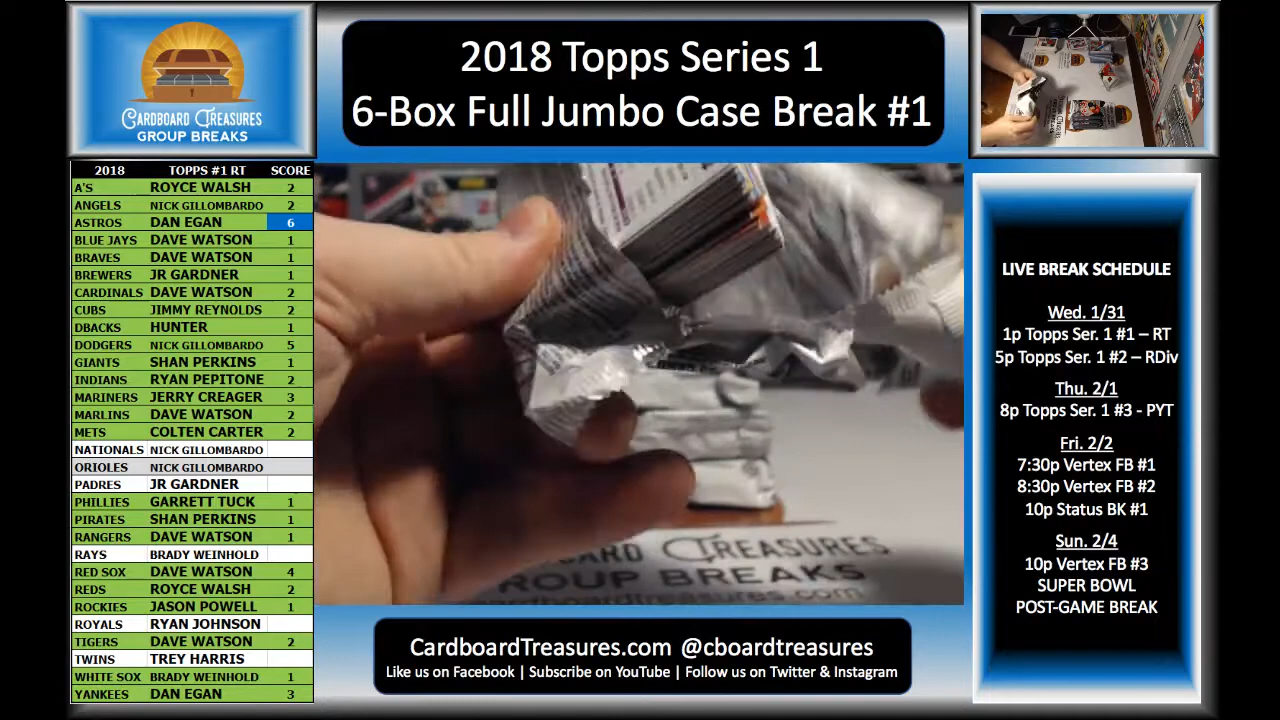 CARDBOARD TREASURES
GROUP BREAKS
2018 Topps Series 1
6-Box Full Jumbo Case Break #1
2018 TOPPS #1 RT SCORE
A'S ROYCE WALSH 2
ANGELS NICK GILLOMBARDO 2
ASTROS DAN EGAN 6
BLUE JAYS DAVE WATSON 1
BRAVES DAVE WATSON 1
BREWERS JR GARDNER 1
CARDINALS DAVE WATSON 2
CUBS JIMMY REYNOLDS 2
DBACKS HUNTER 1
DODGERS NICK GILLOMBARDO 5
GIANTS SHAN PERKINS 1
INDIANS RYAN PEPITONE 2
MARINERS JERRY CREAGER 3
MARLINS DAVE WATSON 2
METS COLTEN CARTER 2
NATIONALS NICK GILLOMBARDO
ORIOLES NICK GILLOMBARDO
PADRES JR GARDNER
PHILLIES GARRETT TUCK 1
PIRATES SHAN PERKINS 1
RANGERS DAVE WATSON 1
RAYS BRADY WEINHOLD
RED SOX DAVE WATSON 4
REDS ROYCE WALSH 2
ROCKIES JASON POWELL 1
ROYALS RYAN JOHNSON
TIGERS DAVE WATSON 2
TWINS TREY HARRIS
WHITE SOX BRADY WEINHOLD 1
YANKEES DAN EGAN 3
CARDBOARD TREASURES
GROUP BREAKS
cardboardtreasures.com
CardboardTreasures.com @cboardtreasures
Like us on Facebook | Subscribe on YouTube | Follow us on Twitter & Instagram
LIVE BREAK SCHEDULE
Wed. 1/31
1p Topps Ser. 1 #1 – RT
5p Topps Ser. 1 #2 – RDiv
Thu. 2/1
8p Topps Ser. 1 #3 - PYT
Fri. 2/2
7:30p Vertex FB #1
8:30p Vertex FB #2
10p Status BK #1
Sun. 2/4
10p Vertex FB #3
SUPER BOWL
POST-GAME BREAK